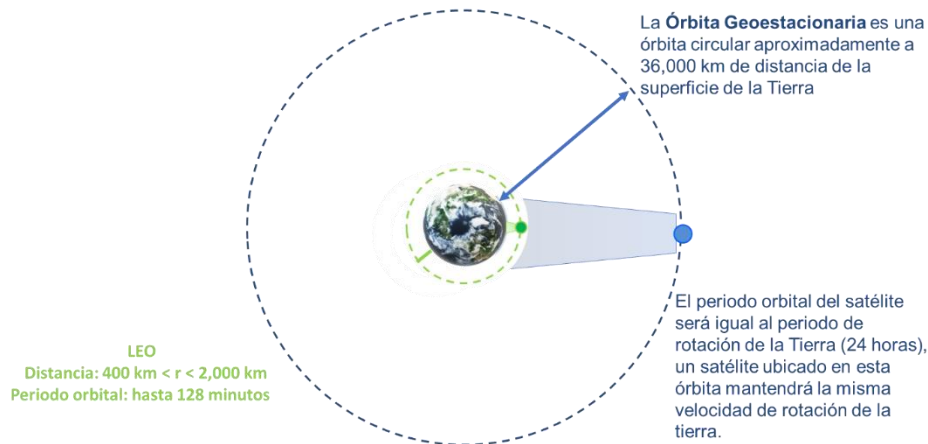 La Órbita Geoestacionaria es una
órbita circular aproximadamente a
36,000 km de distancia de la
superficie de la Tierra
El periodo orbital del satélite
será igual al periodo de
rotación de la Tierra (24 horas),
un satélite ubicado en esta
órbita mantendrá la misma
velocidad de rotación de la
tierra.
LEO
Distancia: 400 km < r < 2,000 km
Periodo orbital: hasta 128 minutos